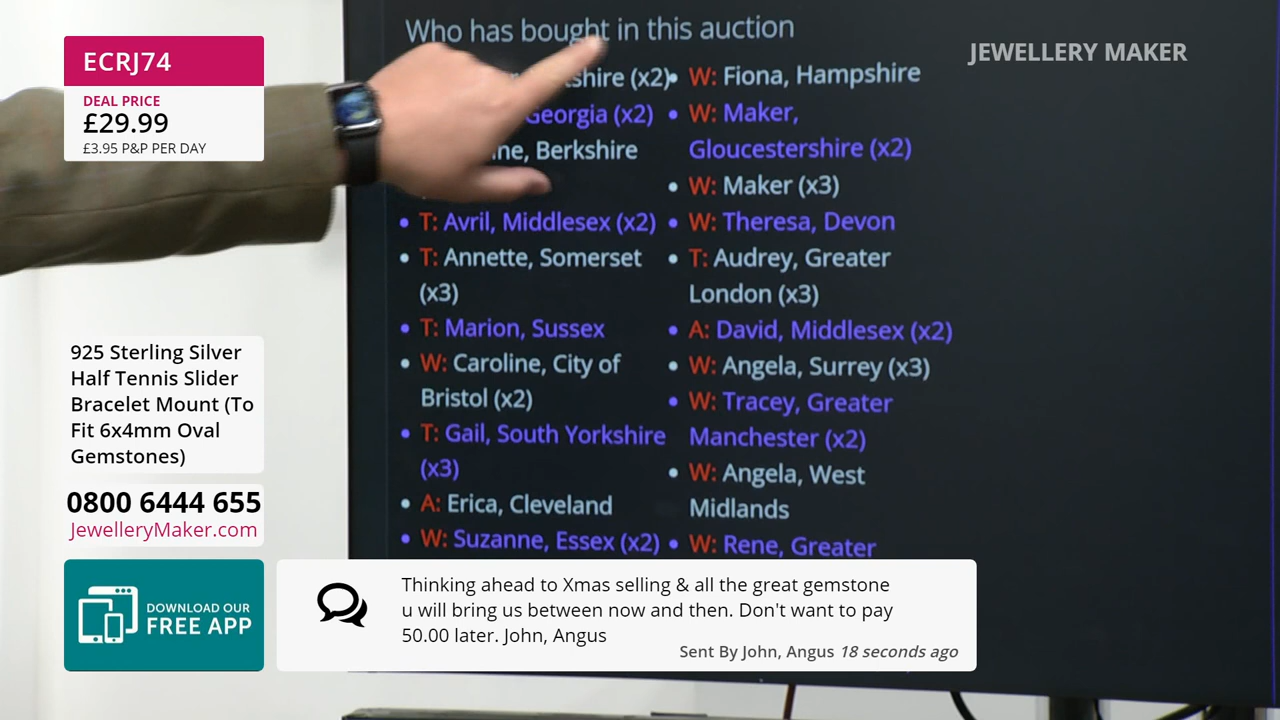 ECRJ74
DEAL PRICE
£29.99
£3.95 P&P PER DAY
925 Sterling Silver
Half Tennis Slider
Bracelet Mount (To
Fit 6x4mm Oval
Gemstones)
0800 6444 655
JewelleryMaker.com
DOWNLOAD OUR
FREE APP
JEWELLERY MAKER
Who has bought in this auction
(x2)
Georgia (x2)
Berkshire
T: Avril, Middlesex (x2)
T: Annette, Somerset
(x3)
T: Marion, Sussex
W: Caroline, City of
Bristol (x2)
T: Gail, South Yorkshire
(x3)
A: Erica, Cleveland
W: Suzanne, Essex (x2)
W: Fiona, Hampshire
W: Maker,
Gloucestershire (x2)
W: Maker (x3)
W: Theresa, Devon
T: Audrey, Greater
London (x3)
A: David, Middlesex (x2)
W: Angela, Surrey (x3)
W: Tracey, Greater
Manchester (x2)
W: Angela, West
Midlands
W: Rene, Greater
Thinking ahead to Xmas selling & all the great gemstone
u will bring us between now and then. Don't want to pay
50.00 later. John, Angus
Sent By John, Angus 18 seconds ago